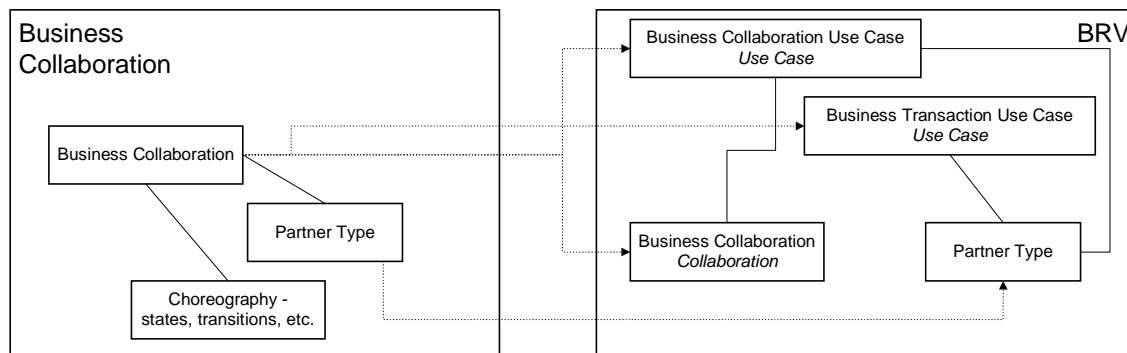 Business
Collaboration
Business Collaboration
Partner Type
Choreography -
states, transitions, etc.
BRV
Business Collaboration Use Case
Use Case
Business Transaction Use Case
Use Case
Business Collaboration
Collaboration
Partner Type